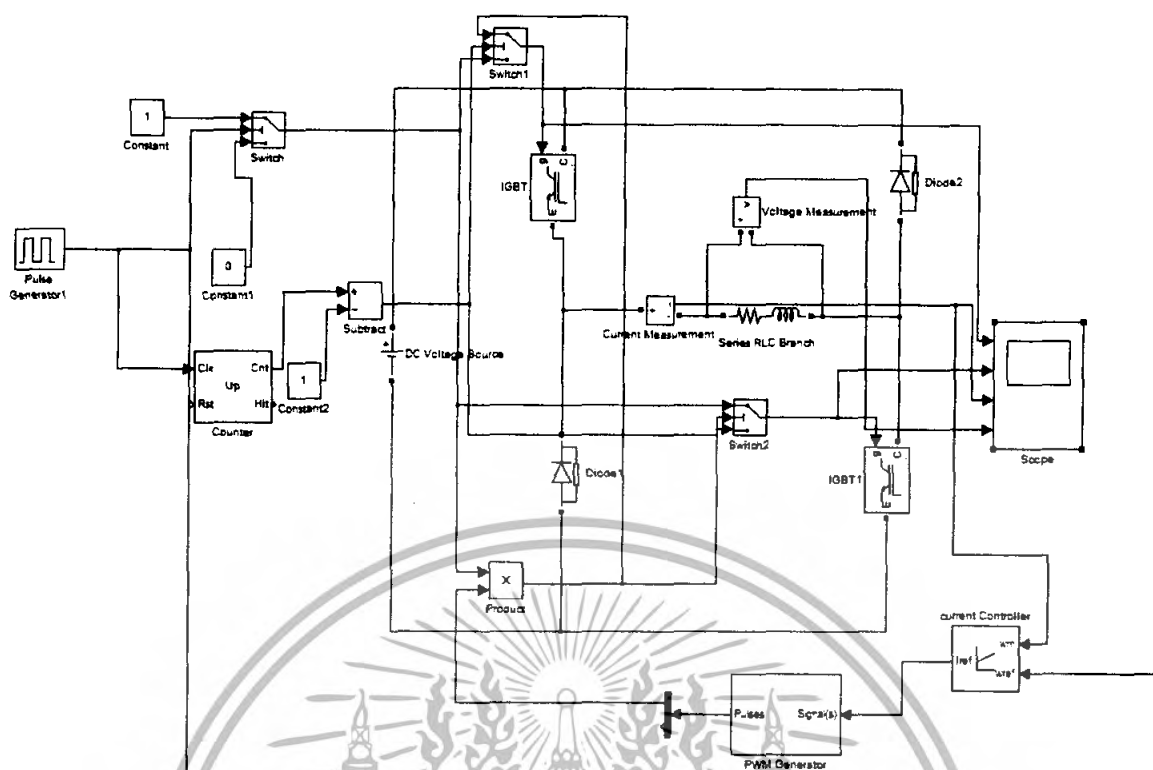 Switch1
1
Constant
Switch
g
C
IGBT
E
Diode2
v
+
-
Voltage Measurement
Pulse
Generator1
0
Constant1
+
-
Subtract
+
i
-
Current Measurement
Series RLC Branch
+
DC Voltage Source
Clk
Cnt
Up
Rst
Hit
Counter
1
Constant2
Switch2
Scope
g
C
IGBT1
E
Diode1
X
Product
current Controller
Iref
wm
wref
Pulses
Signal(s)
PWM Generator